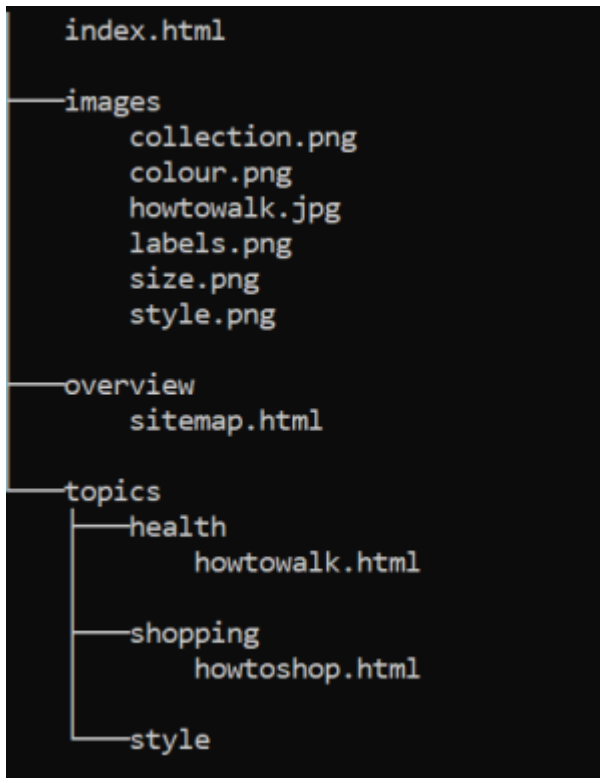 index.html
images
collection.png
colour.png
howtowalk.jpg
labels.png
size.png
style.png
overview
sitemap.html
topics
health
howtowalk.html
shopping
howtoshop.html
style